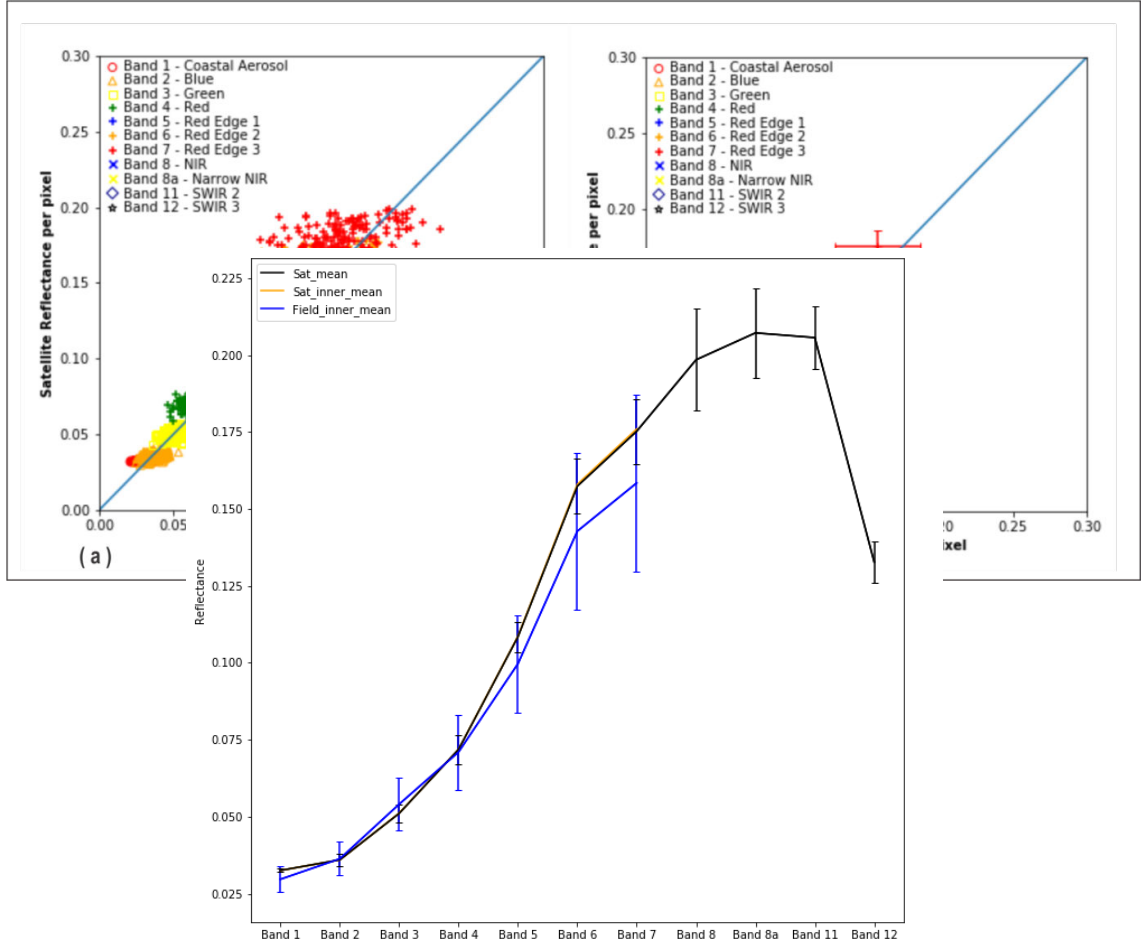 0.30
Band 1 - Coastal Aerosol
Band 2 - Blue
Band 3 - Green
Band 4 - Red
Band 5 - Red Edge 1
Band 6 - Red Edge 2
Band 7 - Red Edge 3
Band 8 - NIR
Band 8a - Narrow NIR
Band 11 - SWIR 2
Band 12 - SWIR 3
0.25
0.20
0.15
0.10
0.05
0.00
Satellite Reflectance per pixel
0.00
0.05
(a)
0.30
Band 1 - Coastal Aerosol
Band 2 - Blue
Band 3 - Green
Band 4 - Red
Band 5 - Red Edge 1
Band 6 - Red Edge 2
Band 7 - Red Edge 3
Band 8 - NIR
Band 8a - Narrow NIR
Band 11 - SWIR 2
Band 12 - SWIR 3
0.25
0.20
per pixel
0.25
0.30
Sat_mean
Sat_inner_mean
Field_inner_mean
0.225
0.200
0.175
0.150
0.125
0.100
0.075
0.050
0.025
Reflectance
Band 1 Band 2 Band 3 Band 4 Band 5 Band 6 Band 7 Band 8 Band 8a Band 11 Band 12